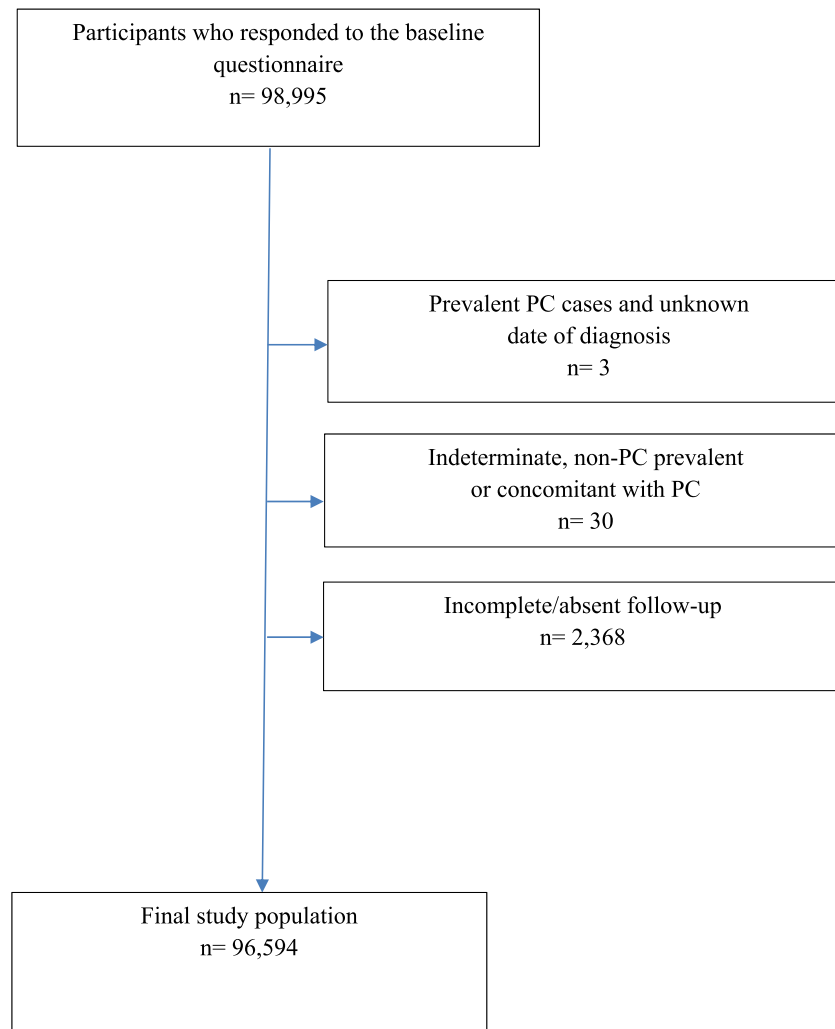 Participants who responded to the baseline
questionnaire
n= 98,995
Prevalent PC cases and unknown
date of diagnosis
n= 3
Indeterminate, non-PC prevalent
or concomitant with PC
n= 30
Incomplete/absent follow-up
n= 2,368
Final study population
n= 96,594